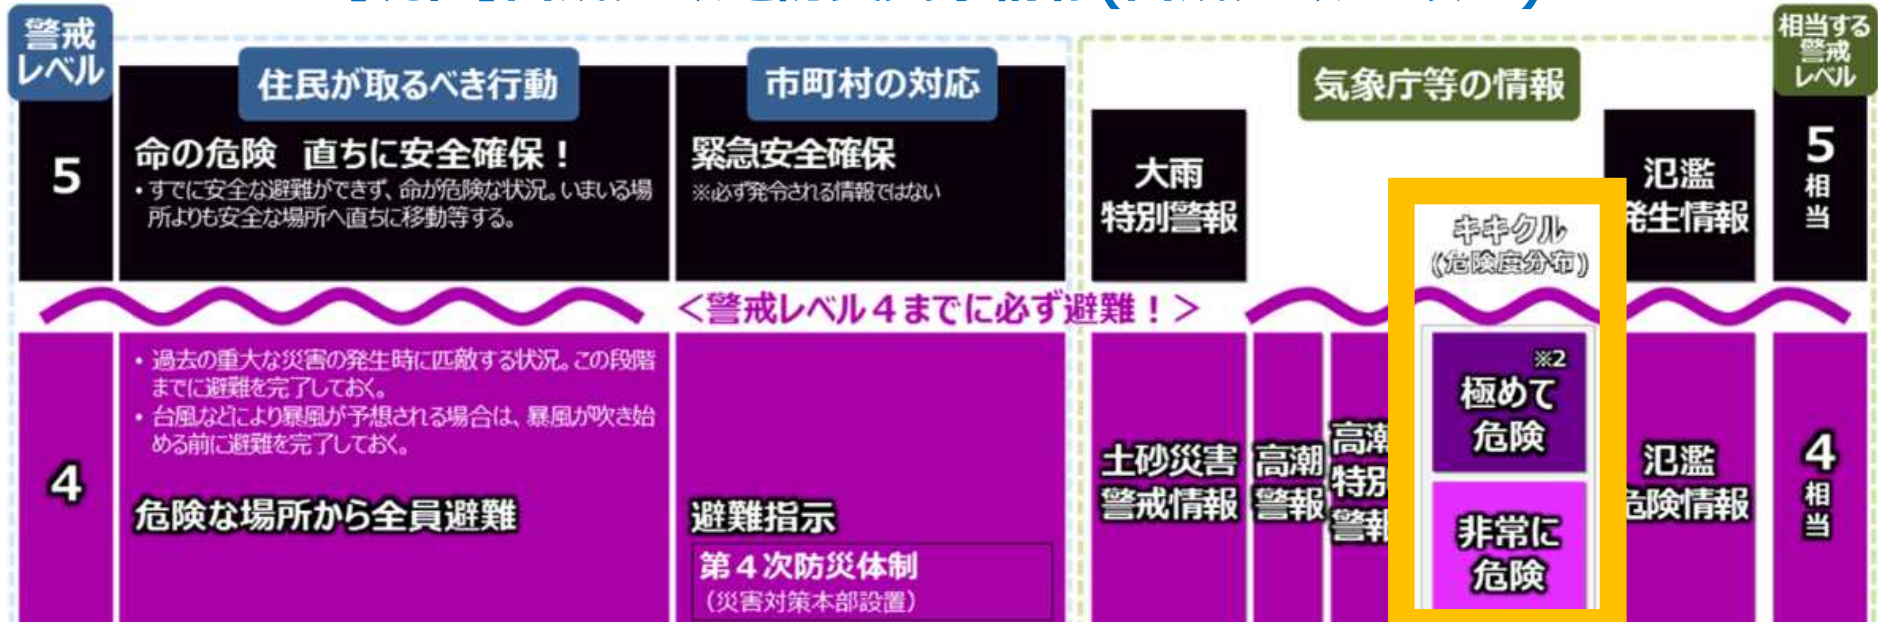 警戒
レベル
住民が取るべき行動
市町村の対応
気象庁等の情報
相当する
警戒
レベル
5
命の危険 直ちに安全確保！
・すでに安全な避難ができず、命が危険な状況。いまいる場
所よりも安全な場所へ直ちに移動等する。
緊急安全確保
※必ず発令される情報ではない
大雨
特別警報
キキクル
(危険度分布)
氾濫
発生情報
5
相
当
＜警戒レベル４までに必ず避難！＞
4
・過去の重大な災害の発生時に匹敵する状況。この段階
までに避難を完了しておく。
・台風などにより暴風が予想される場合は、暴風が吹き始
める前に避難を完了しておく。
危険な場所から全員避難
避難指示
第４次防災体制
（災害対策本部設置）
土砂災害
警戒情報
高潮
警報
高潮
特別
警報
※2
極めて
危険
非常に
危険
氾濫
危険情報
4
相
当